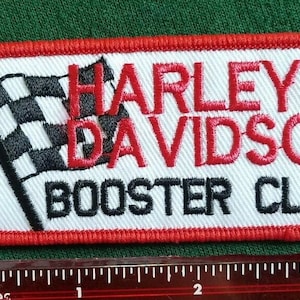 HARLEY
DAVIDSO
BOOSTER CL
1 2